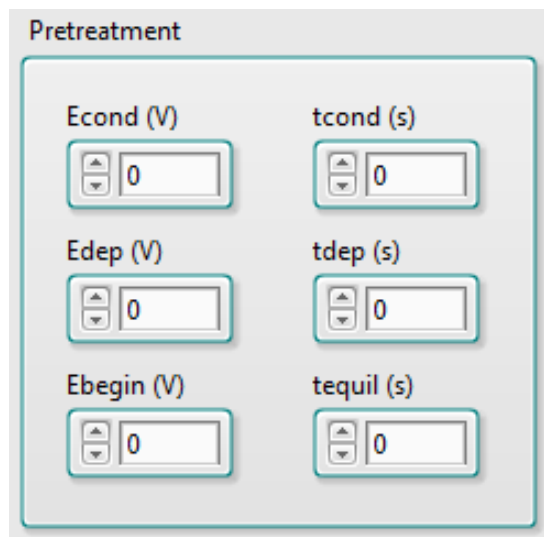 Pretreatment
Econd (V) tcond (s)
0 0
Edep (V) tdep (s)
0 0
Ebegin (V) tequil (s)
0 0